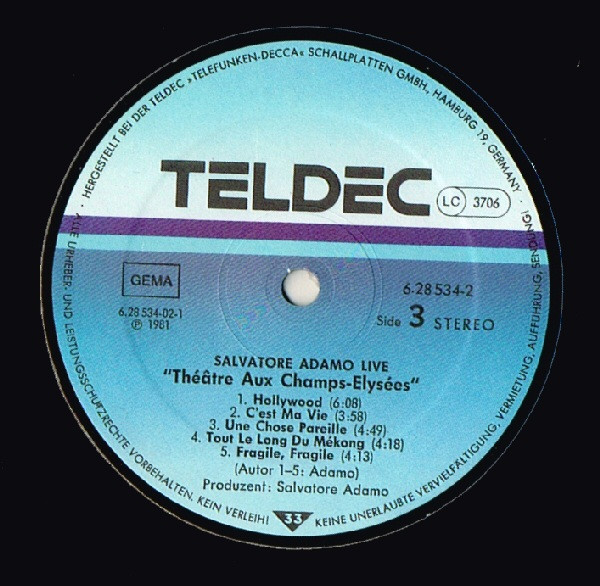 HERGESTELLT BEI DER TELDEC »TELEFUNKEN-DECCA« SCHALLPLATTEN GMBH, HAMBURG 19, GERMANY ·
TELDEC
LC 3706
GEMA
6.28 534-02-1
℗ 1981
6-28 534-2
Side 3 STEREO
SALVATORE ADAMO LIVE
"Théâtre Aux Champs-Elysées"
1. Hollywood (6:08)
2. C'est Ma Vie (3:58)
3. Une Chose Pareille (4:49)
4. Tout Le Long Du Mékong (4:18)
5. Fragile, Fragile (4:13)
(Autor 1–5: Adamo)
Produzent: Salvatore Adamo
33
ALLE URHEBER- UND LEISTUNGSSCHUTZRECHTE VORBEHALTEN. KEIN VERLEIH! KEINE UNERLAUBTE VERVIELFÄLTIGUNG, VERMIETUNG, AUFFÜHRUNG, SENDUNG!